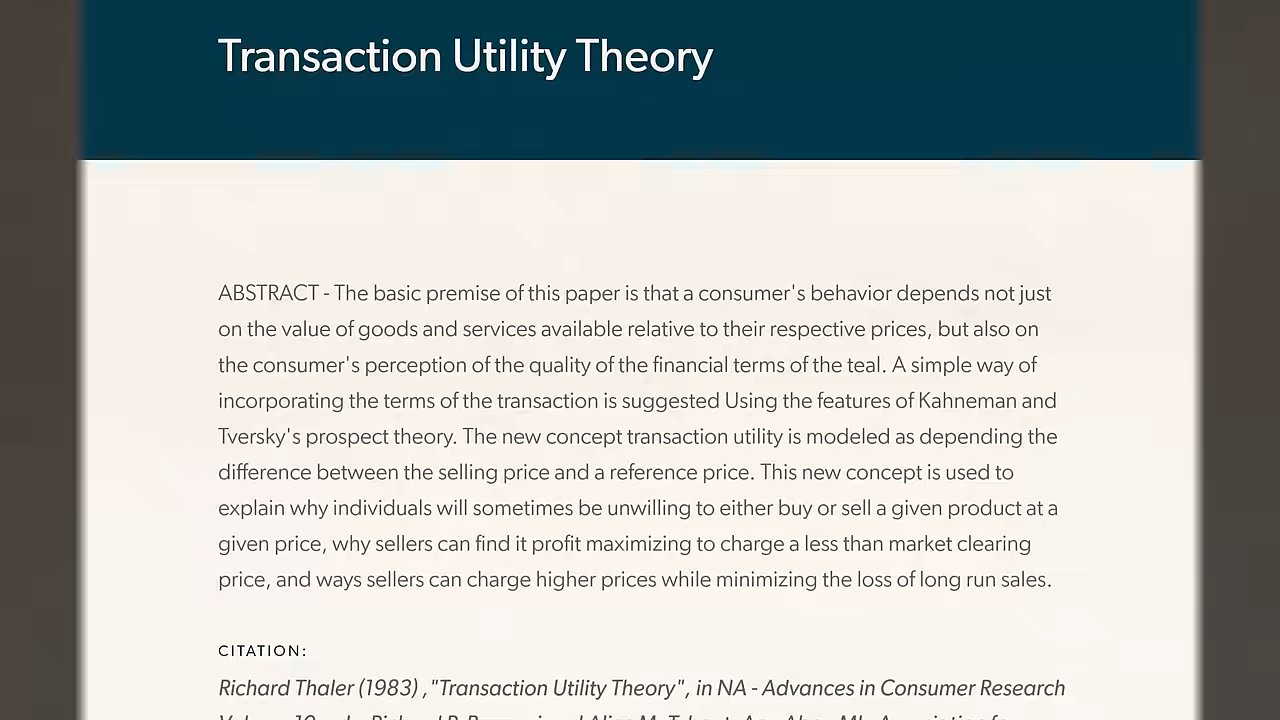 Transaction Utility Theory
ABSTRACT - The basic premise of this paper is that a consumer's behavior depends not just
on the value of goods and services available relative to their respective prices, but also on
the consumer's perception of the quality of the financial terms of the teal. A simple way of
incorporating the terms of the transaction is suggested Using the features of Kahneman and
Tversky's prospect theory. The new concept transaction utility is modeled as depending the
difference between the selling price and a reference price. This new concept is used to
explain why individuals will sometimes be unwilling to either buy or sell a given product at a
given price, why sellers can find it profit maximizing to charge a less than market clearing
price, and ways sellers can charge higher prices while minimizing the loss of long run sales.
CITATION:
Richard Thaler (1983) ,"Transaction Utility Theory", in NA - Advances in Consumer Research